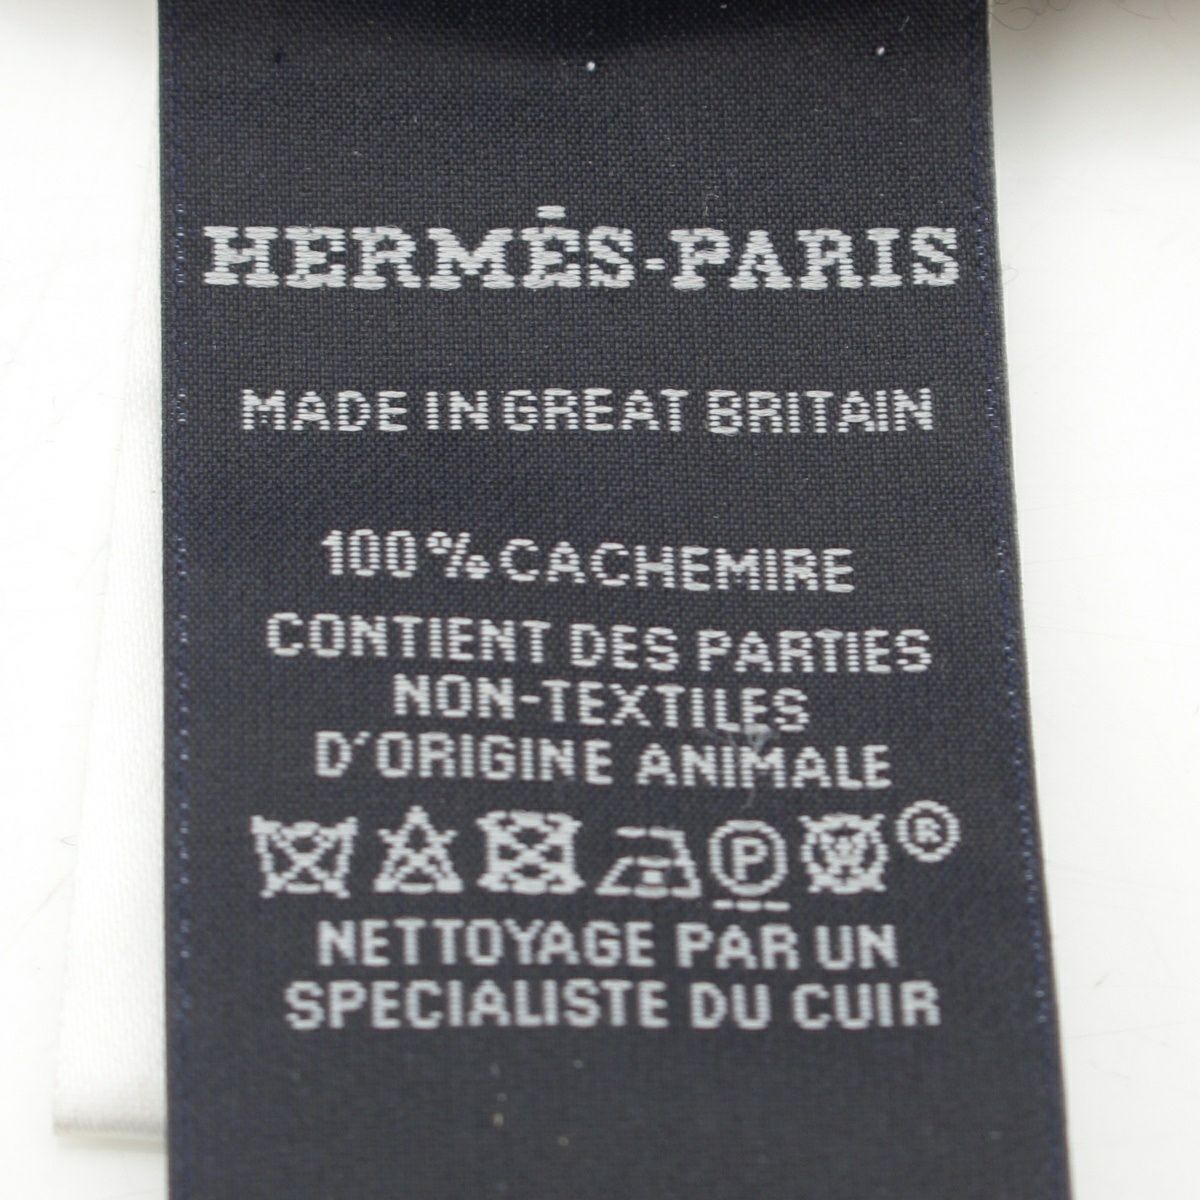 HERMÈS-PARIS
MADE IN GREAT BRITAIN
100% CACHEMIRE
CONTIENT DES PARTIES
NON-TEXTILES
D'ORIGINE ANIMALE
P W ®
NETTOYAGE PAR UN
SPECIALISTE DU CUIR